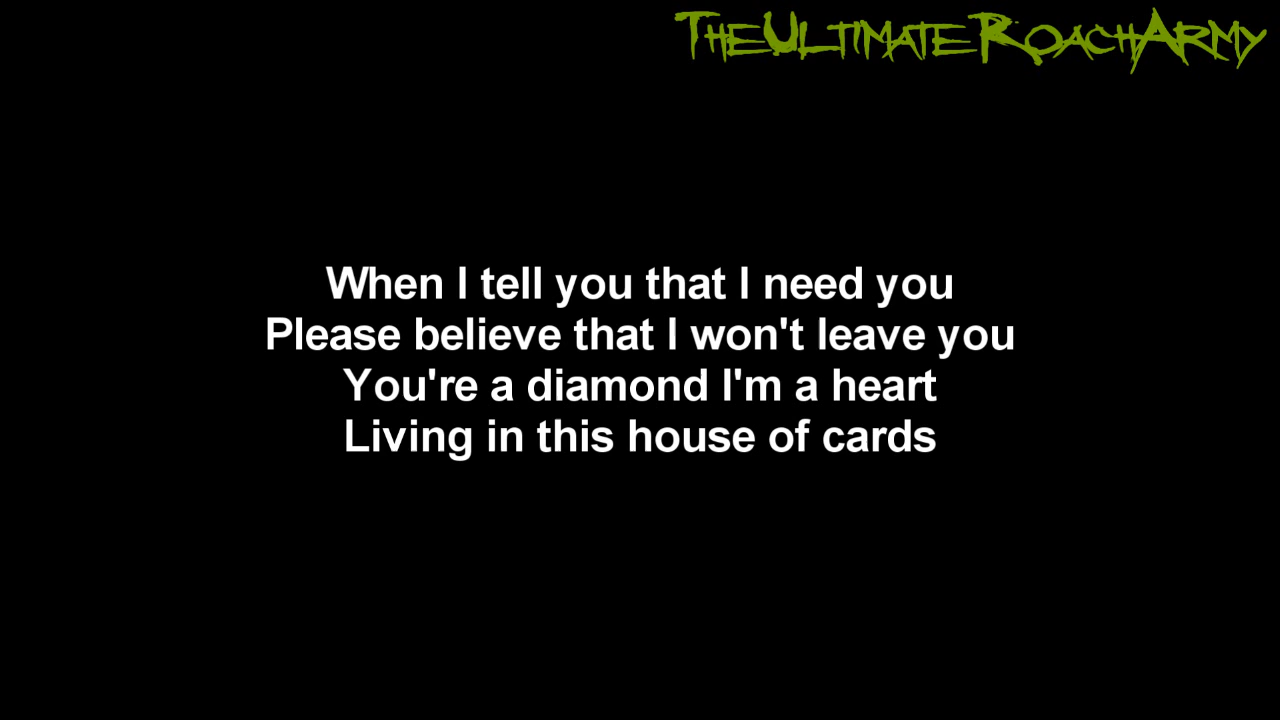 TheUltimateRoachArmy
When I tell you that I need you
Please believe that I won't leave you
You're a diamond I'm a heart
Living in this house of cards